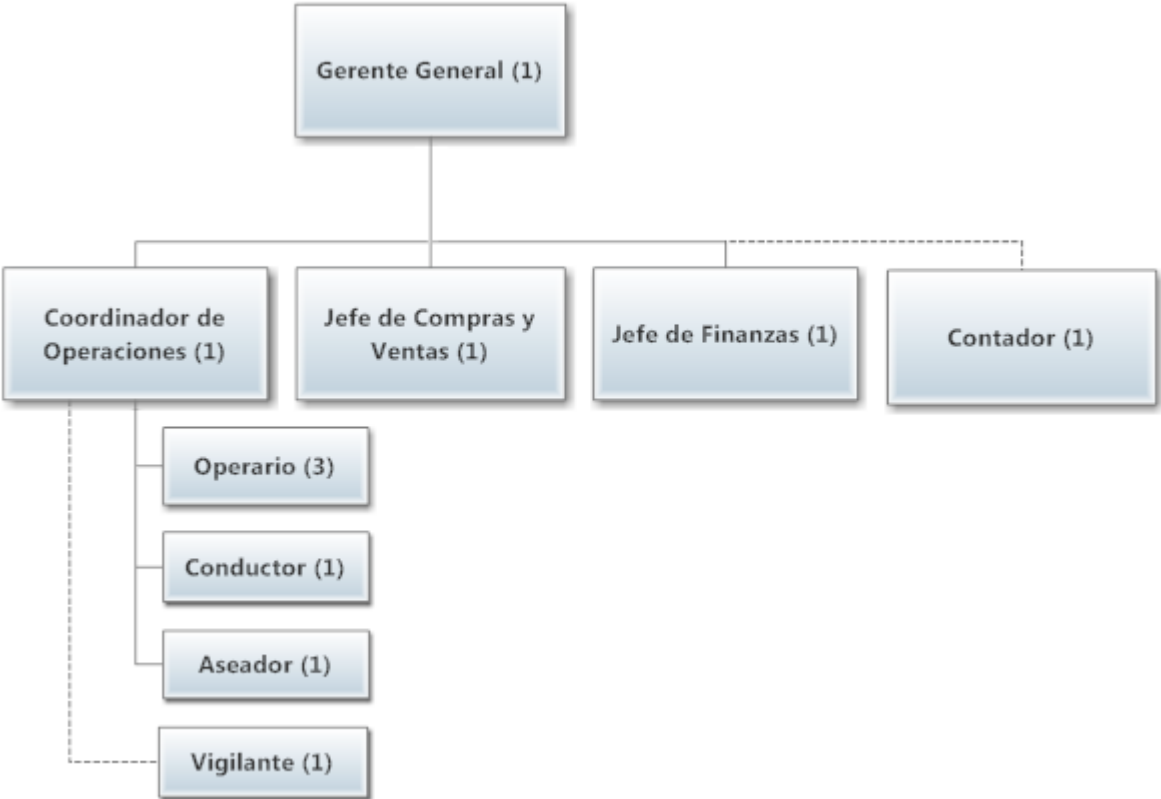 Gerente General (1)
Coordinador de
Operaciones (1)
Jefe de Compras y
Ventas (1)
Jefe de Finanzas (1)
Contador (1)
Operario (3)
Conductor (1)
Aseador (1)
Vigilante (1)